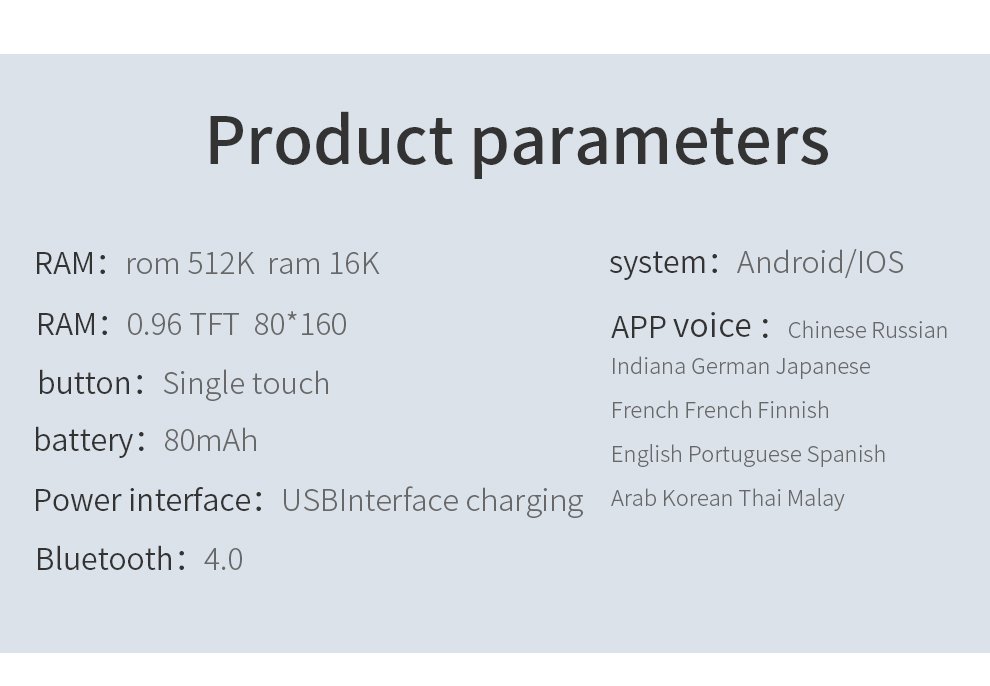 Product parameters
RAM： rom 512K ram 16K
RAM： 0.96 TFT 80*160
button： Single touch
battery： 80mAh
Power interface： USBInterface charging
Bluetooth： 4.0
system： Android/IOS
APP voice ： Chinese Russian
Indiana German Japanese
French French Finnish
English Portuguese Spanish
Arab Korean Thai Malay